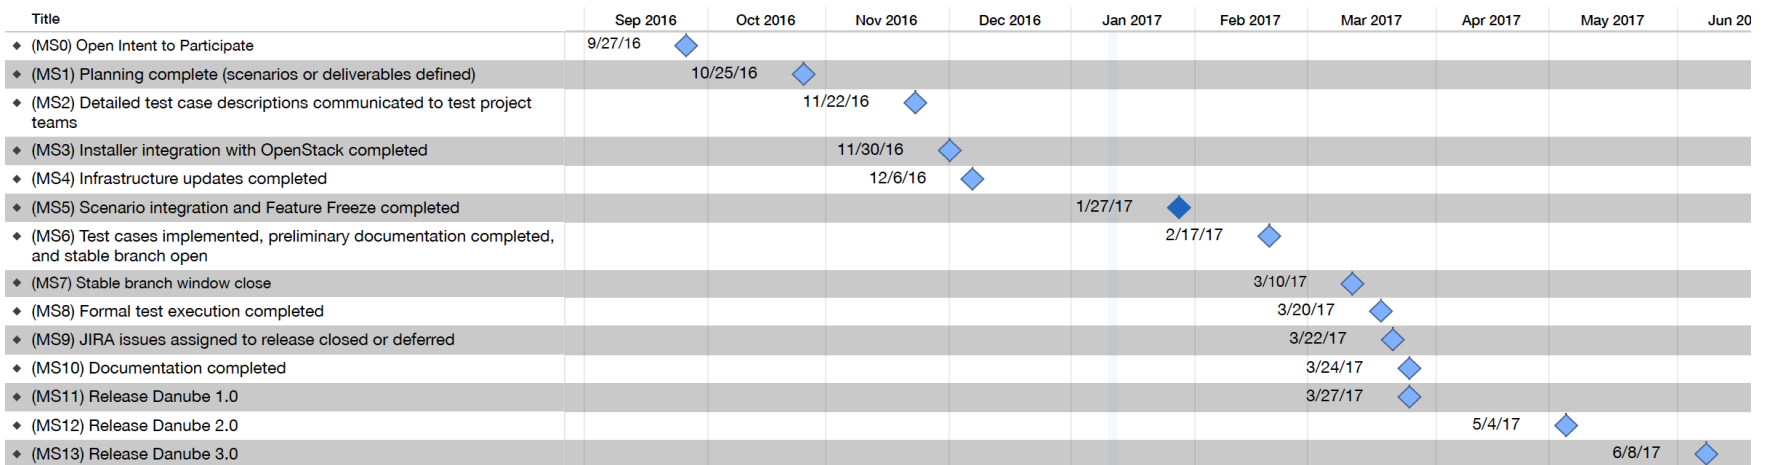 Title Sep 2016 Oct 2016 Nov 2016 Dec 2016 Jan 2017 Feb 2017 Mar 2017 Apr 2017 May 2017 Jun 20
(MS0) Open Intent to Participate 9/27/16
(MS1) Planning complete (scenarios or deliverables defined) 10/25/16
(MS2) Detailed test case descriptions communicated to test project 11/22/16
teams
(MS3) Installer integration with OpenStack completed 11/30/16
(MS4) Infrastructure updates completed 12/6/16
(MS5) Scenario integration and Feature Freeze completed 1/27/17
(MS6) Test cases implemented, preliminary documentation completed, 2/17/17
and stable branch open
(MS7) Stable branch window close 3/10/17
(MS8) Formal test execution completed 3/20/17
(MS9) JIRA issues assigned to release closed or deferred 3/22/17
(MS10) Documentation completed 3/24/17
(MS11) Release Danube 1.0 3/27/17
(MS12) Release Danube 2.0 5/4/17
(MS13) Release Danube 3.0 6/8/17